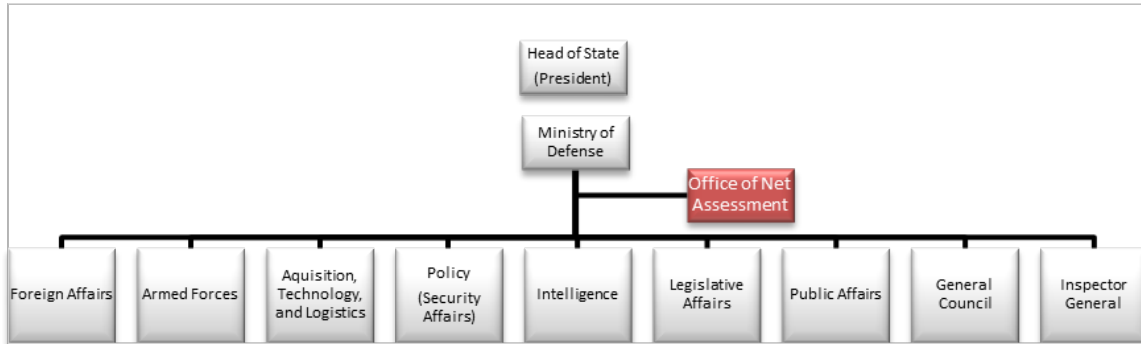 Head of State
(President)
Ministry of
Defense
Office of Net
Assessment
Foreign Affairs
Armed Forces
Aquisition,
Technology,
and Logistics
Policy
(Security
Affairs)
Intelligence
Legislative
Affairs
Public Affairs
General
Council
Inspector
General